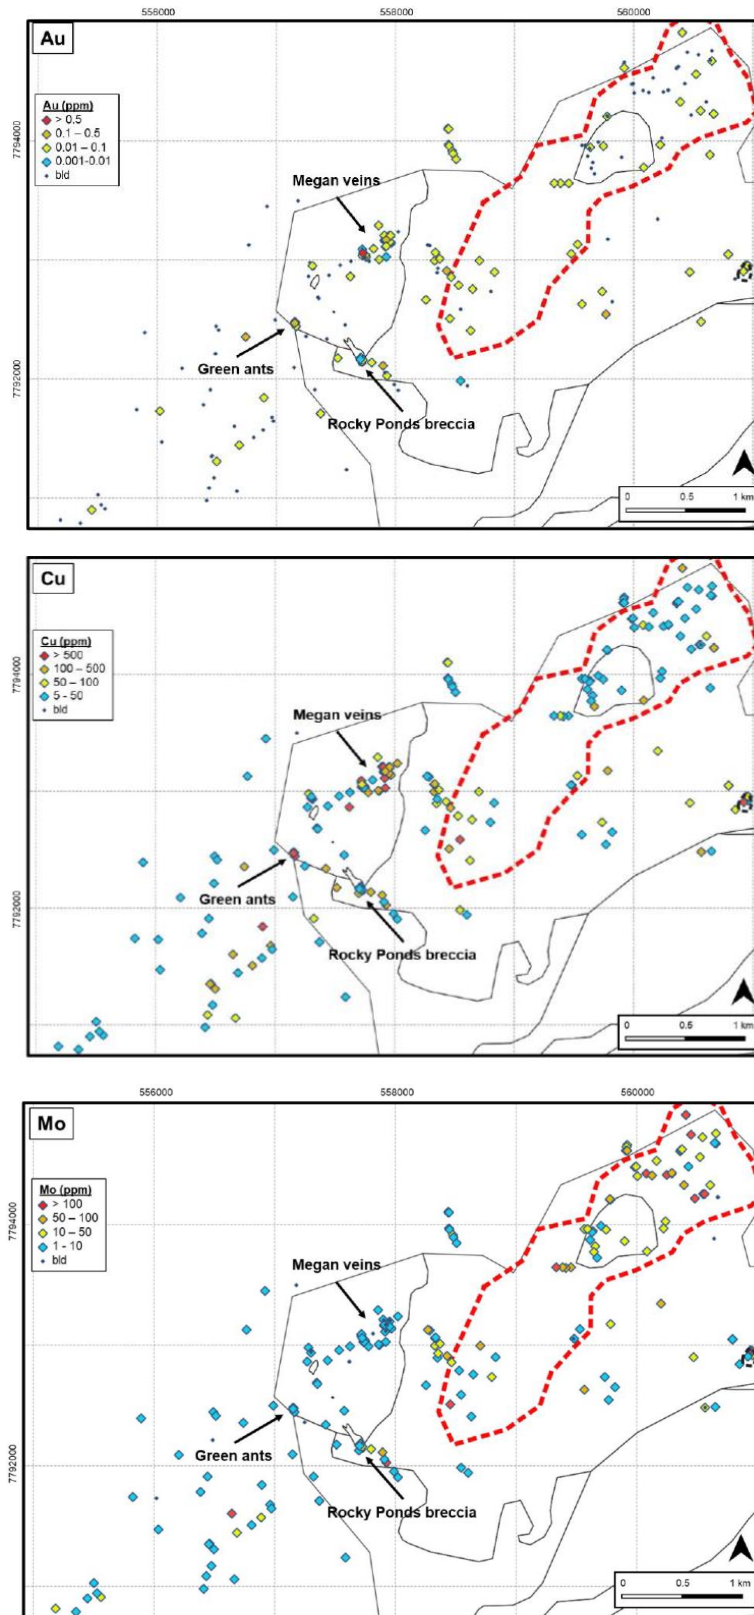 556000 558000 560000
Au
Au (ppm)
> 0.5
0.1 – 0.5
0.01 – 0.1
0.001-0.01
bld
7794000
Megan veins
Green ants
7792000
Rocky Ponds breccia
0 0.5 1 km
Cu
Cu (ppm)
> 500
100 – 500
50 – 100
5 - 50
bld
7794000
Megan veins
Green ants
7792000
Rocky Ponds breccia
0 0.5 1 km
556000 558000 560000
Mo
Mo (ppm)
> 100
50 – 100
10 – 50
1 - 10
bld
7794000
Megan veins
Green ants
7792000
Rocky Ponds breccia
0 0.5 1 km